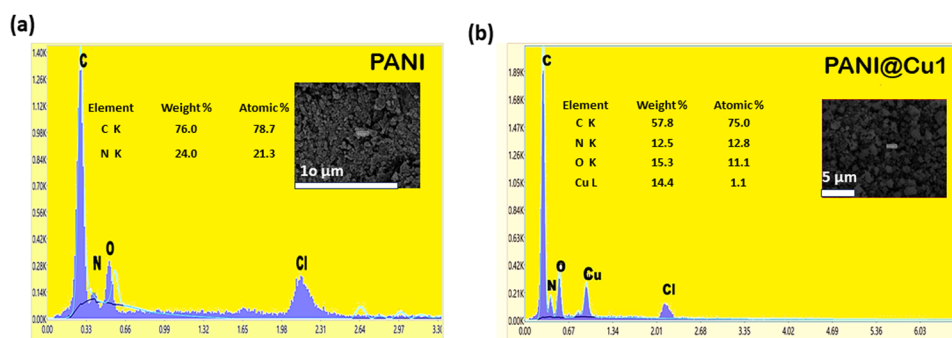 (a)
PANI
C
N
O
Cl
Element Weight % Atomic %
C K 76.0 78.7
N K 24.0 21.3
1o μm
1.40K
1.26K
1.12K
0.98K
0.84K
0.70K
0.56K
0.42K
0.28K
0.14K
0.00K
0.00 0.33 0.66 0.99 1.32 1.65 1.98 2.31 2.64 2.97 3.30
(b)
PANI@Cu1
C
N
O
Cu
Cl
Element Weight % Atomic %
C K 57.8 75.0
N K 12.5 12.8
O K 15.3 11.1
Cu L 14.4 1.1
5 μm
1.89K
1.68K
1.47K
1.26K
1.05K
0.84K
0.63K
0.42K
0.21K
0.00K
0.00 0.67 1.34 2.01 2.68 3.35 4.02 4.69 5.36 6.03